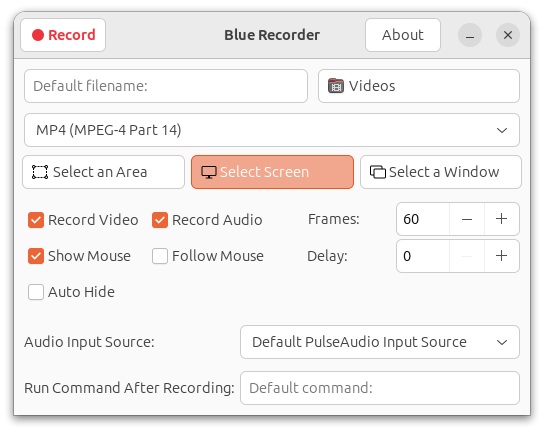 Record Blue Recorder About
Default filename: Videos
MP4 (MPEG-4 Part 14)
Select an Area Select Screen Select a Window
Record Video Record Audio Frames: 60
Show Mouse Follow Mouse Delay: 0
Auto Hide
Audio Input Source: Default PulseAudio Input Source
Run Command After Recording: Default command: